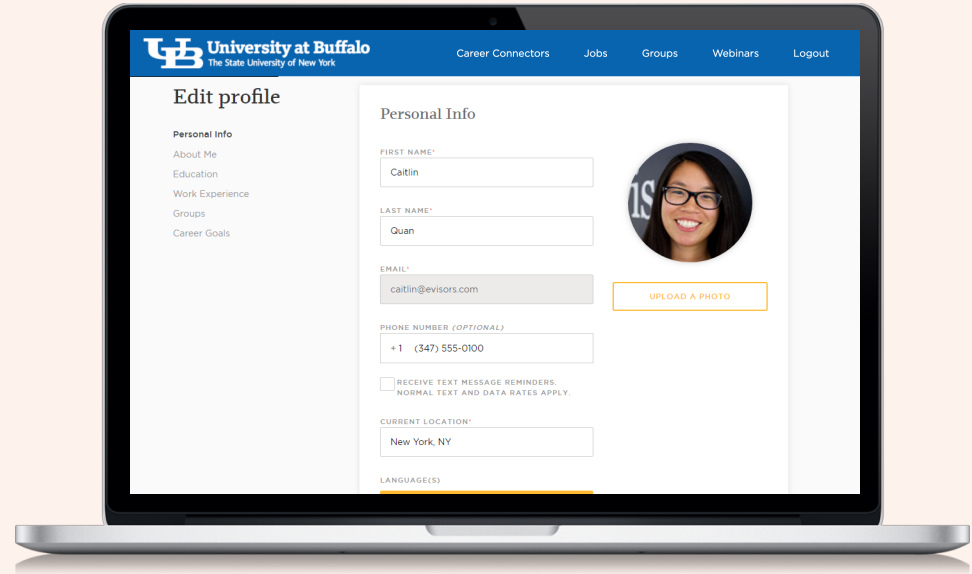 University at Buffalo
The State University of New York
Career Connectors
Jobs
Groups
Webinars
Logout
Edit profile
Personal Info
About Me
Education
Work Experience
Groups
Career Goals
Personal Info
FIRST NAME*
Caitlin
LAST NAME*
Quan
EMAIL*
caitlin@evisors.com
UPLOAD A PHOTO
PHONE NUMBER (OPTIONAL)
+ 1 (347) 555-0100
RECEIVE TEXT MESSAGE REMINDERS.
NORMAL TEXT AND DATA RATES APPLY.
CURRENT LOCATION*
New York, NY
LANGUAGE(S)